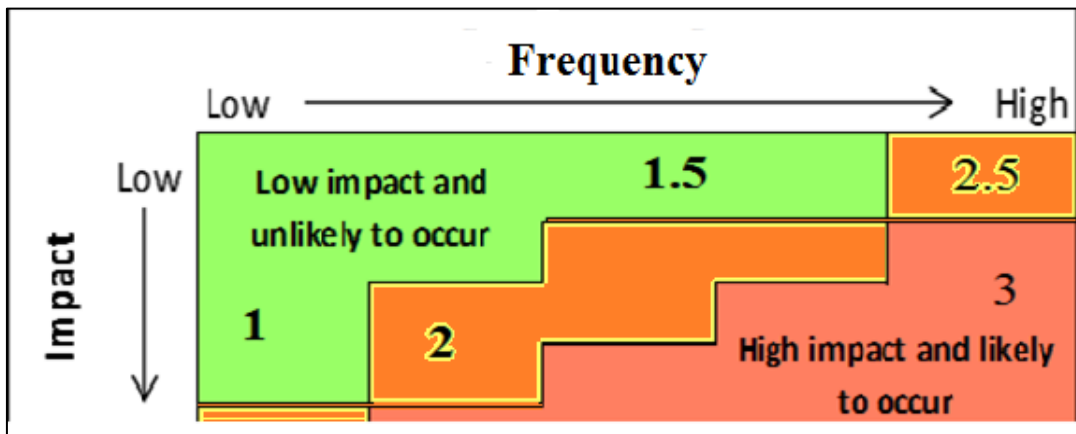 Frequency
Low
High
Low
Impact
Low impact and
unlikely to occur
1.5
2.5
1
2
3
High impact and likely
to occur